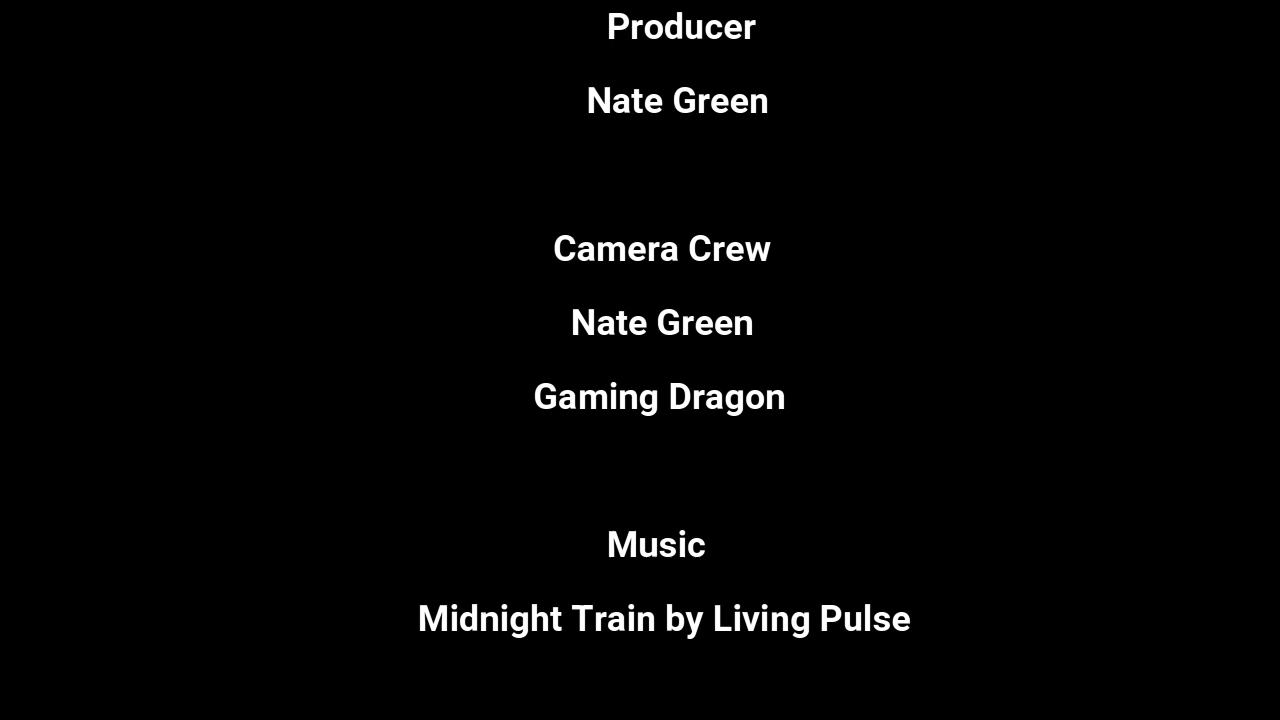 Producer
Nate Green
Camera Crew
Nate Green
Gaming Dragon
Music
Midnight Train by Living Pulse